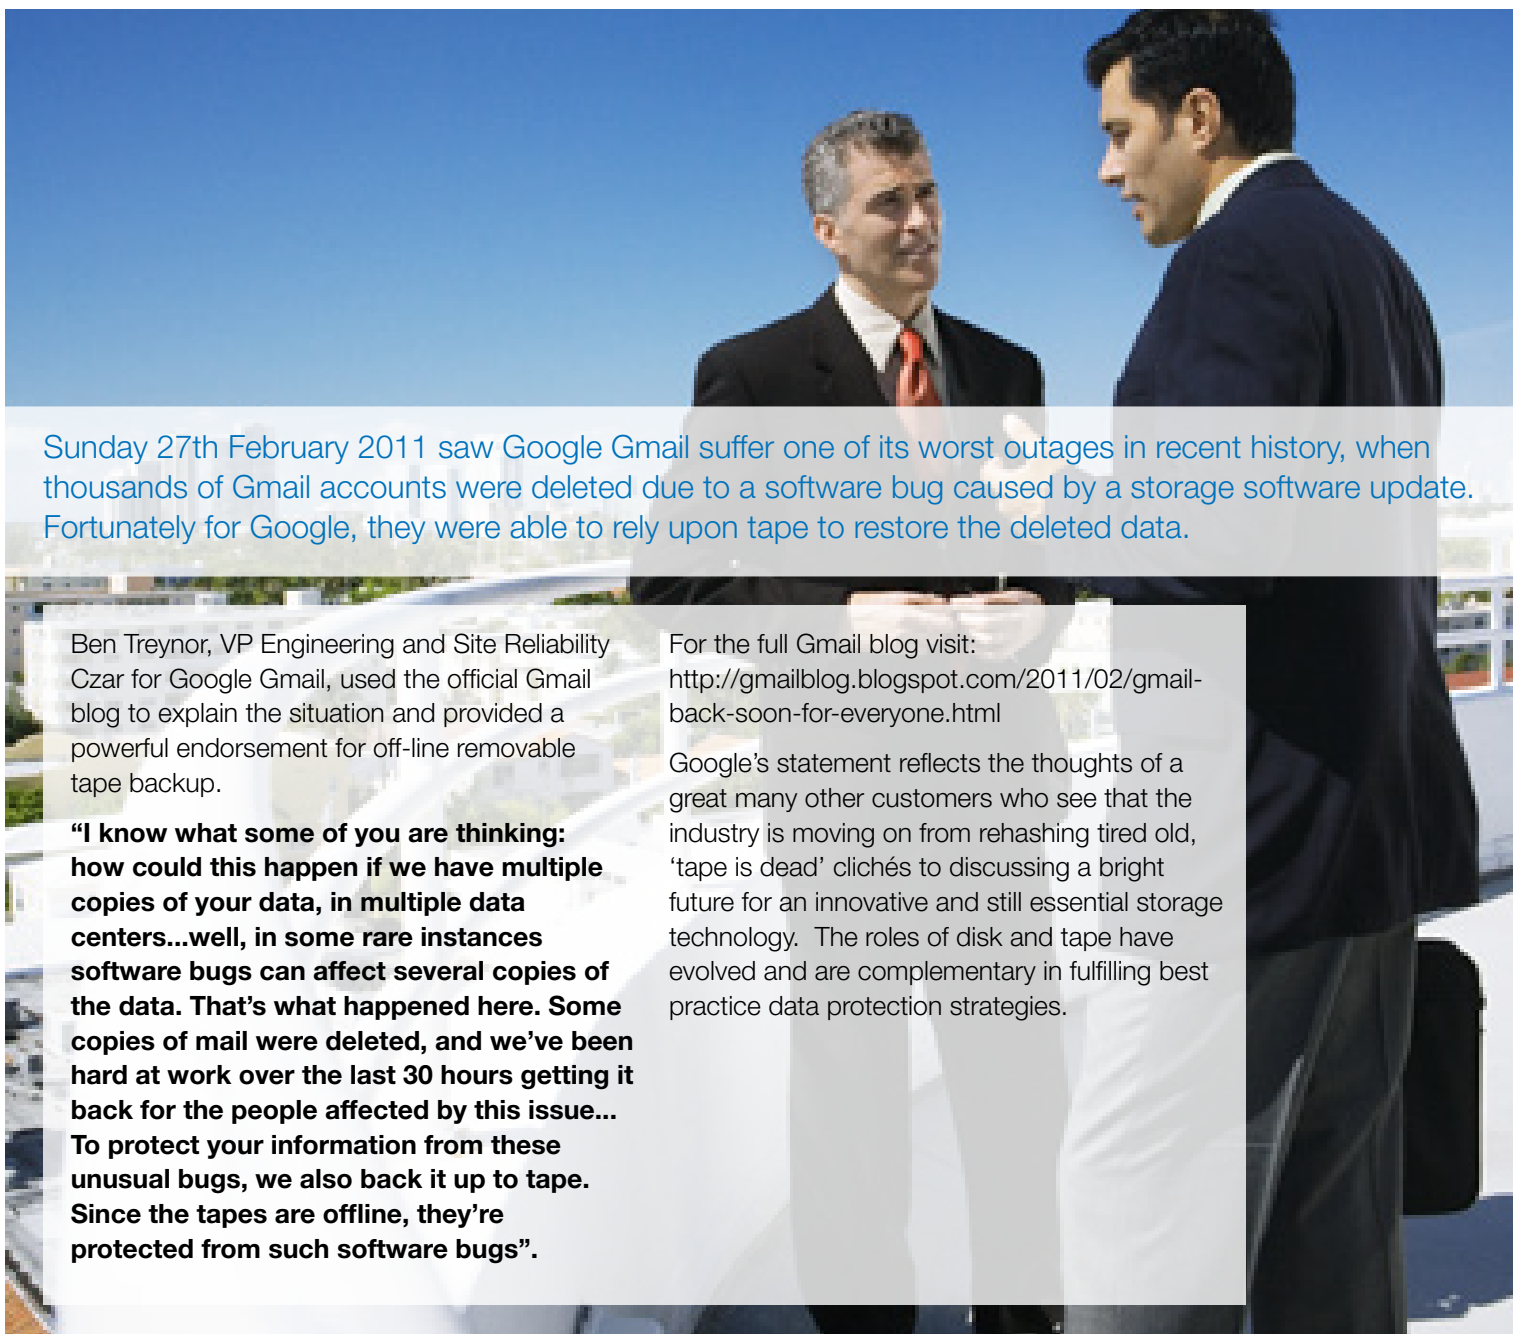 Sunday 27th February 2011 saw Google Gmail suffer one of its worst outages in recent history, when
thousands of Gmail accounts were deleted due to a software bug caused by a storage software update.
Fortunately for Google, they were able to rely upon tape to restore the deleted data.
Ben Treynor, VP Engineering and Site Reliability
Czar for Google Gmail, used the official Gmail
blog to explain the situation and provided a
powerful endorsement for off-line removable
tape backup.
“I know what some of you are thinking:
how could this happen if we have multiple
copies of your data, in multiple data
centers...well, in some rare instances
software bugs can affect several copies of
the data. That’s what happened here. Some
copies of mail were deleted, and we’ve been
hard at work over the last 30 hours getting it
back for the people affected by this issue...
To protect your information from these
unusual bugs, we also back it up to tape.
Since the tapes are offline, they’re
protected from such software bugs”.
For the full Gmail blog visit:
http://gmailblog.blogspot.com/2011/02/gmail-
back-soon-for-everyone.html
Google’s statement reflects the thoughts of a
great many other customers who see that the
industry is moving on from rehashing tired old,
‘tape is dead’ clichés to discussing a bright
future for an innovative and still essential storage
technology.  The roles of disk and tape have
evolved and are complementary in fulfilling best
practice data protection strategies.